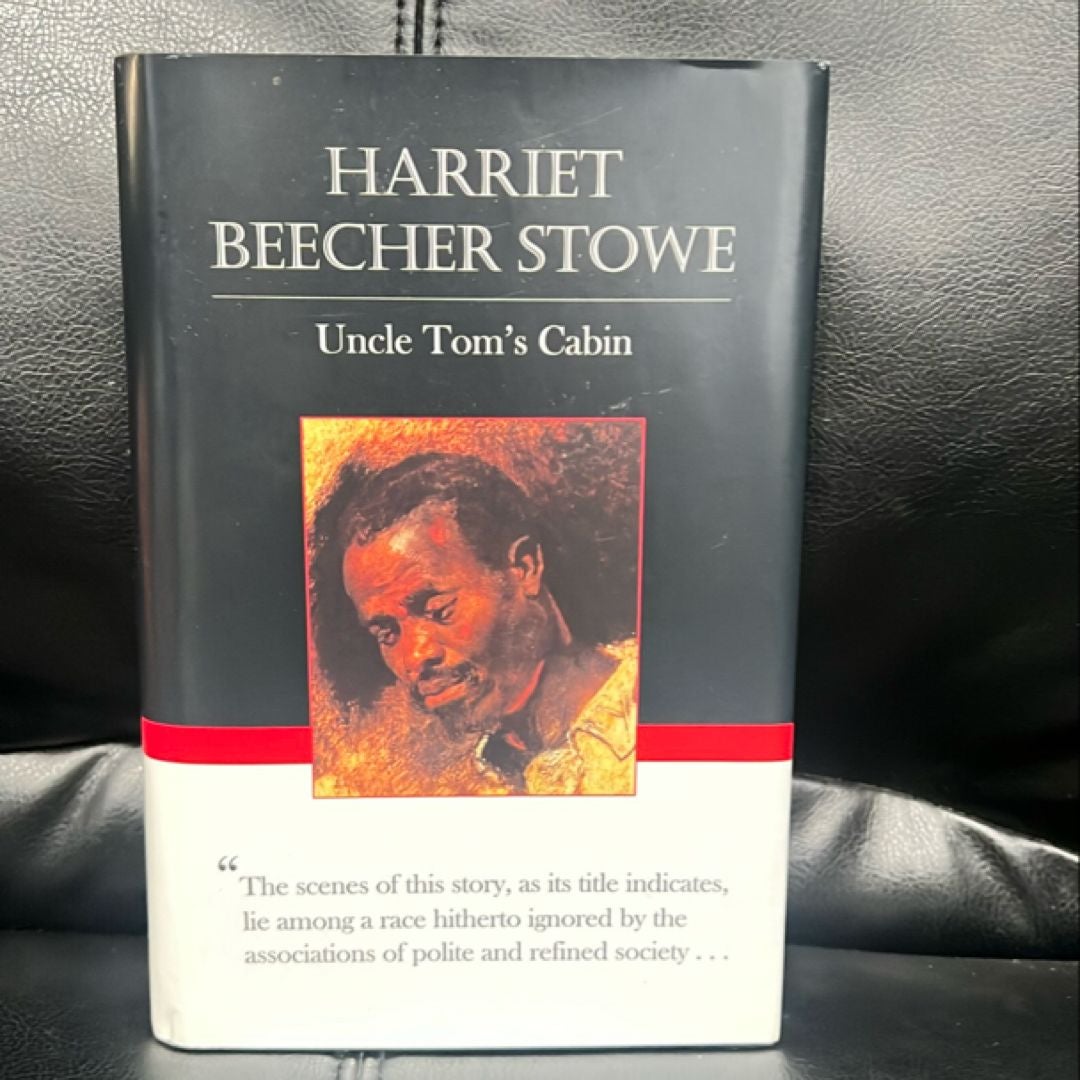 HARRIET
BEECHER STOWE
Uncle Tom's Cabin
“The scenes of this story, as its title indicates,
lie among a race hitherto ignored by the
associations of polite and refined society . . .